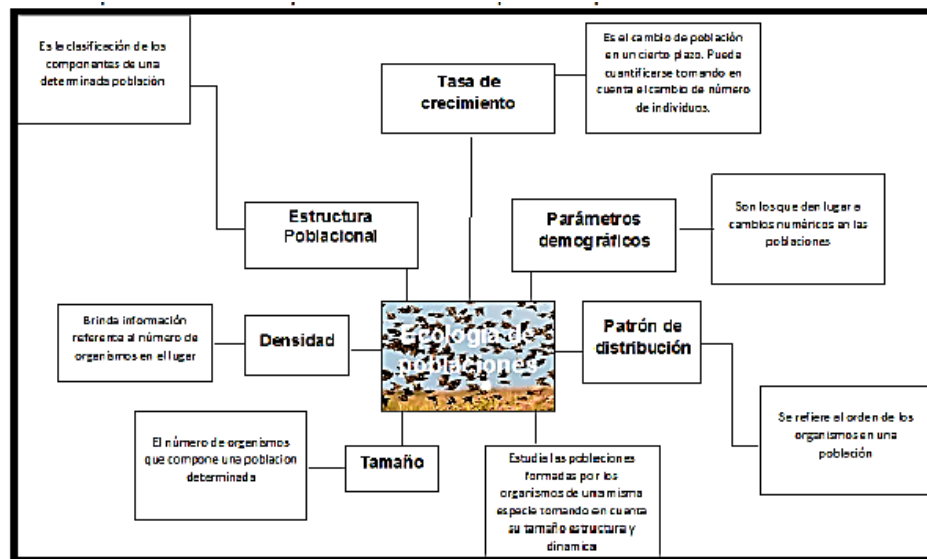 Es la clasificación de los
componentes de una
determinada población
Tasa de
crecimiento
Es el cambio de población
en un cierto plazo. Puede
cuantificarse tomando en
cuenta el cambio de número
de individuos.
Estructura
Poblacional
Parámetros
demográficos
Son los que den lugar a
cambios numéricos en las
poblaciones
Brinda información
referente al número de
organismos en el lugar
Densidad
Ecología de
poblaciones
Patrón de
distribución
El número de organismos
que compone una poblacion
determinada
Tamaño
Estudia las poblaciones
formadas por los
organismos de una misma
especie tomando en cuenta
su tamaño estructura y
dinamica
Se refiere al orden de los
organismos en una
población